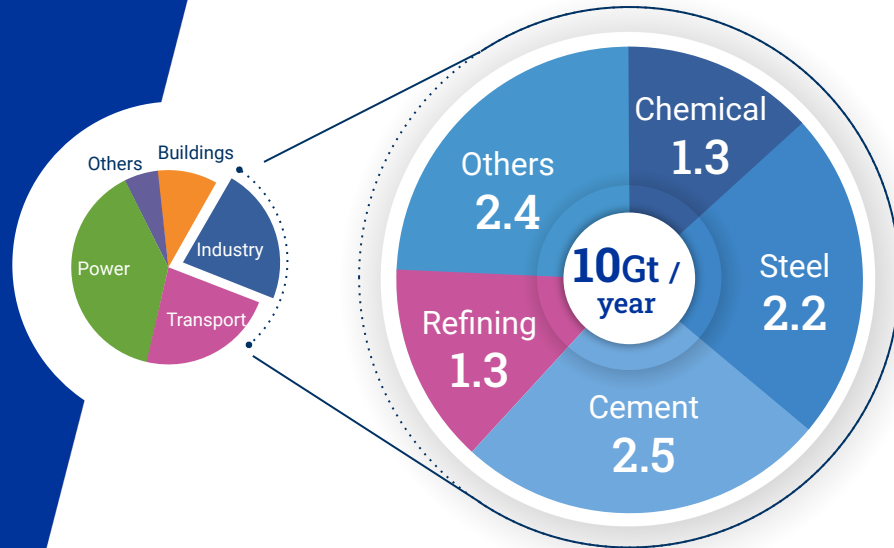 Others
Buildings
Power
Industry
Transport
Chemical
1.3
Others
2.4
Steel
2.2
10Gt /
year
Refining
1.3
Cement
2.5